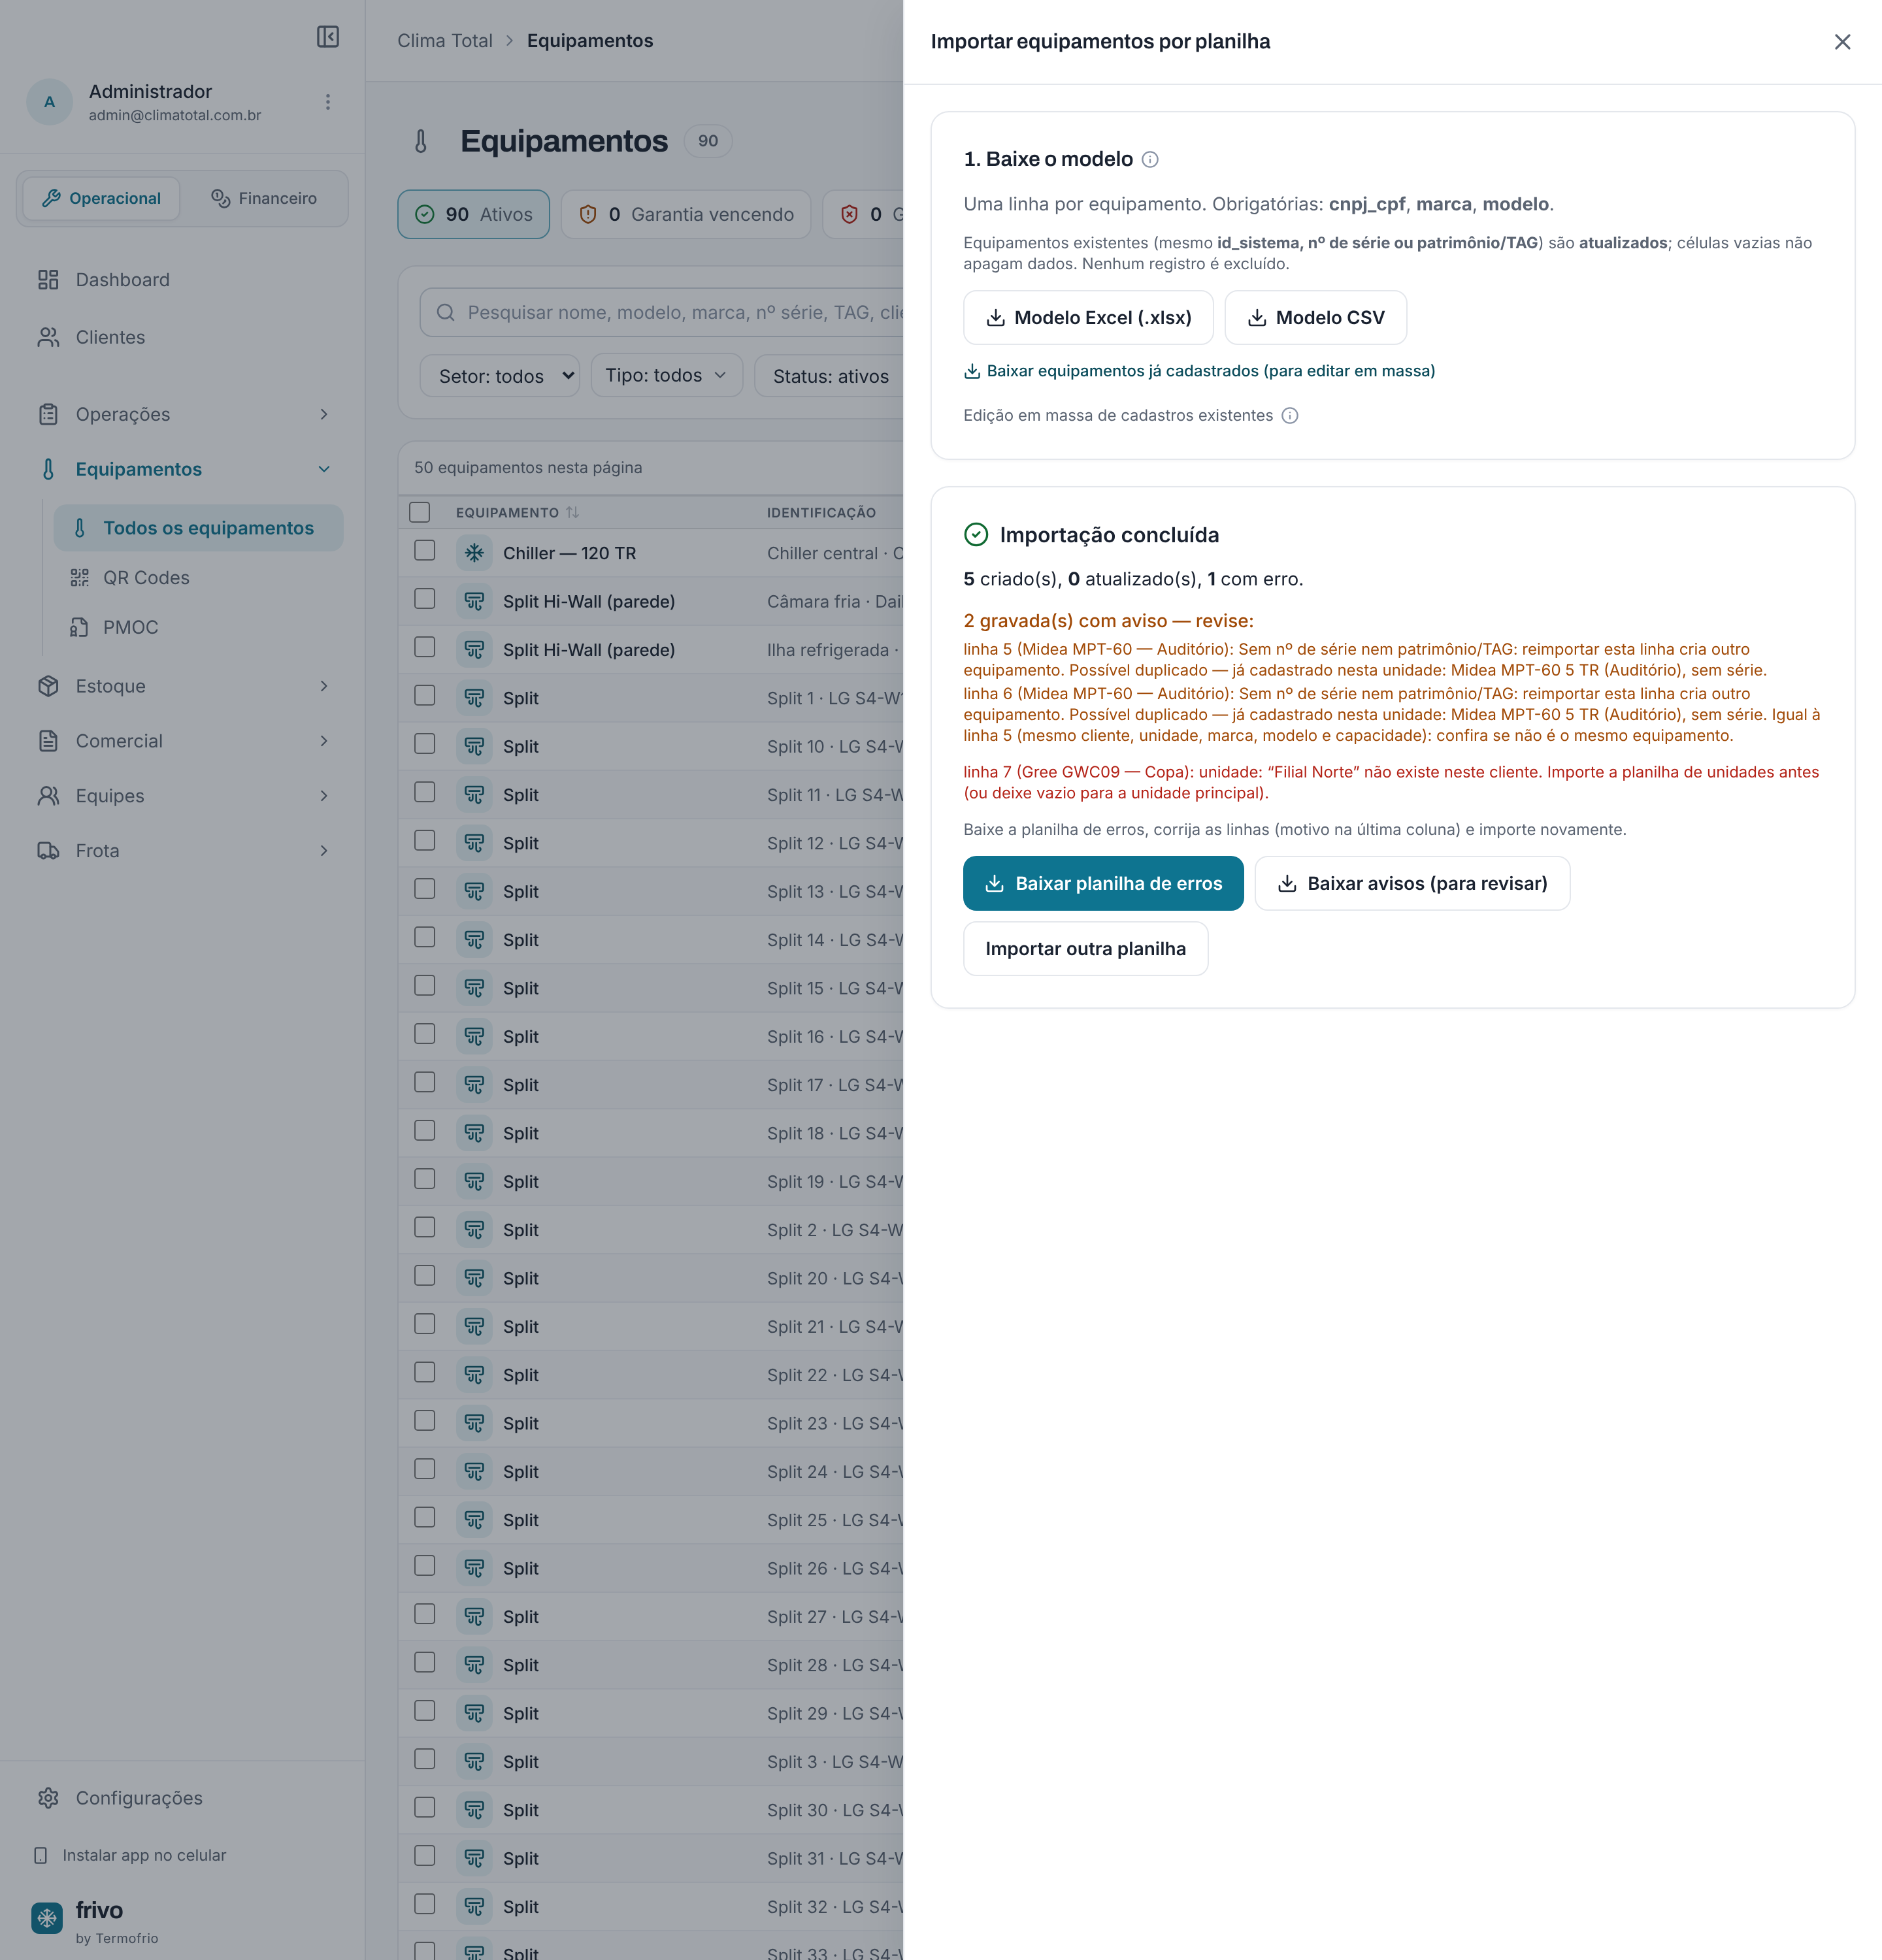 A
Administrador
admin@climatotal.com.br
Operacional
Financeiro
Dashboard
Clientes
Operações
Equipamentos
Todos os equipamentos
QR Codes
PMOC
Estoque
Comercial
Equipes
Frota
Configurações
Instalar app no celular
frivo
by Termofrio
Clima Total > Equipamentos
Equipamentos 90
90 Ativos
0 Garantia vencendo
0 G
Pesquisar nome, modelo, marca, nº série, TAG, clie
Setor: todos
Tipo: todos
Status: ativos
50 equipamentos nesta página
EQUIPAMENTO IDENTIFICAÇÃO
Chiller — 120 TR Chiller central · C
Split Hi-Wall (parede) Câmara fria · Dai
Split Hi-Wall (parede) Ilha refrigerada ·
Split Split 1 · LG S4-W
Split Split 10 · LG S4-W
Split Split 11 · LG S4-W
Split Split 12 · LG S4-W
Split Split 13 · LG S4-W
Split Split 14 · LG S4-W
Split Split 15 · LG S4-W
Split Split 16 · LG S4-W
Split Split 17 · LG S4-W
Split Split 18 · LG S4-W
Split Split 19 · LG S4-W
Split Split 2 · LG S4-W
Split Split 20 · LG S4-W
Split Split 21 · LG S4-W
Split Split 22 · LG S4-W
Split Split 23 · LG S4-W
Split Split 24 · LG S4-W
Split Split 25 · LG S4-W
Split Split 26 · LG S4-W
Split Split 27 · LG S4-W
Split Split 28 · LG S4-W
Split Split 29 · LG S4-W
Split Split 3 · LG S4-W
Split Split 30 · LG S4-W
Split Split 31 · LG S4-W
Split Split 32 · LG S4-W
Split Split 33 · LG S4-W
Importar equipamentos por planilha
1. Baixe o modelo
Uma linha por equipamento. Obrigatórias: cnpj_cpf, marca, modelo.
Equipamentos existentes (mesmo id_sistema, nº de série ou patrimônio/TAG) são atualizados; células vazias não
apagam dados. Nenhum registro é excluído.
Modelo Excel (.xlsx)
Modelo CSV
Baixar equipamentos já cadastrados (para editar em massa)
Edição em massa de cadastros existentes
Importação concluída
5 criado(s), 0 atualizado(s), 1 com erro.
2 gravada(s) com aviso — revise:
linha 5 (Midea MPT-60 — Auditório): Sem nº de série nem patrimônio/TAG: reimportar esta linha cria outro
equipamento. Possível duplicado — já cadastrado nesta unidade: Midea MPT-60 5 TR (Auditório), sem série.
linha 6 (Midea MPT-60 — Auditório): Sem nº de série nem patrimônio/TAG: reimportar esta linha cria outro
equipamento. Possível duplicado — já cadastrado nesta unidade: Midea MPT-60 5 TR (Auditório), sem série. Igual à
linha 5 (mesmo cliente, unidade, marca, modelo e capacidade): confira se não é o mesmo equipamento.
linha 7 (Gree GWC09 — Copa): unidade: “Filial Norte” não existe neste cliente. Importe a planilha de unidades antes
(ou deixe vazio para a unidade principal).
Baixe a planilha de erros, corrija as linhas (motivo na última coluna) e importe novamente.
Baixar planilha de erros
Baixar avisos (para revisar)
Importar outra planilha